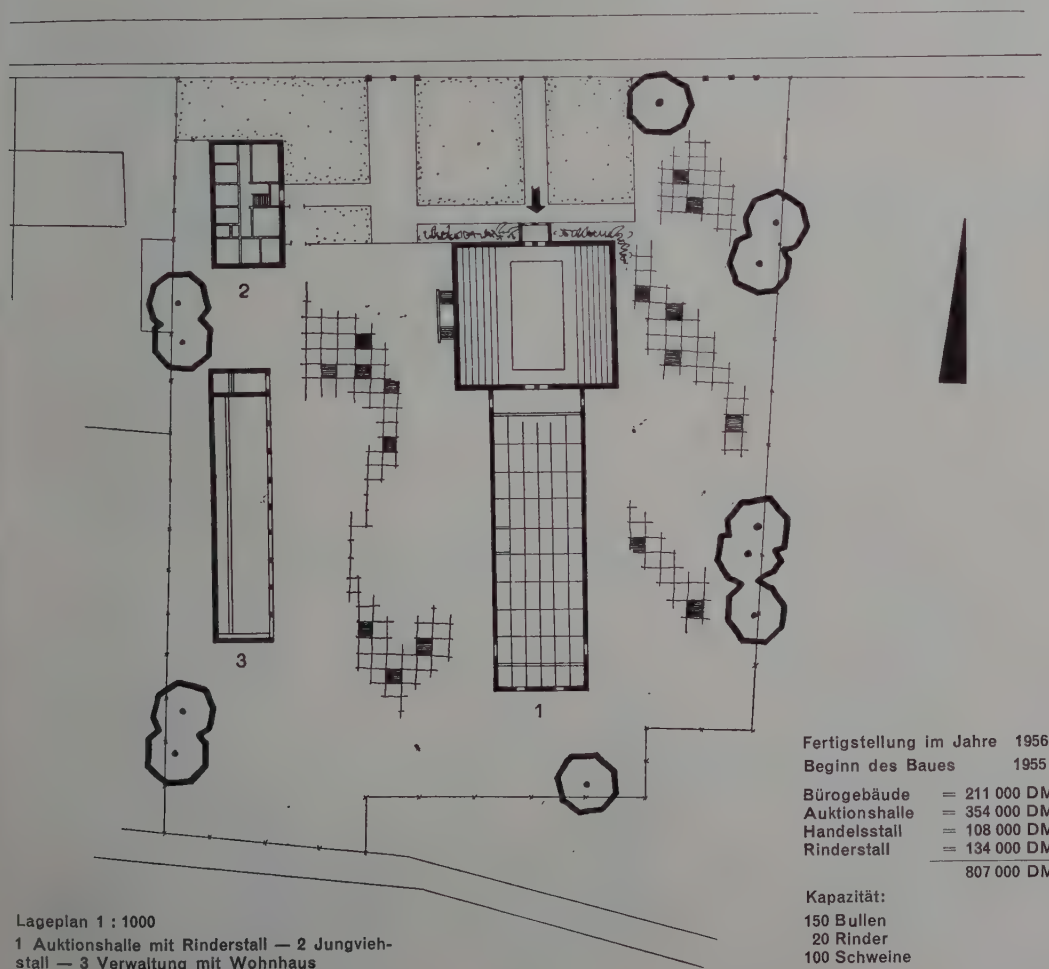 2
3
1
Fertigstellung im Jahre 1956
Beginn des Baues 1955
Bürogebäude = 211 000 DM
Auktionshalle = 354 000 DM
Handelsstall = 108 000 DM
Rinderstall = 134 000 DM
807 000 DM
Kapazität:
150 Bullen
20 Rinder
100 Schweine
Lageplan 1 : 1000
1 Auktionshalle mit Rinderstall — 2 Jungvieh-
stall — 3 Verwaltung mit Wohnhaus